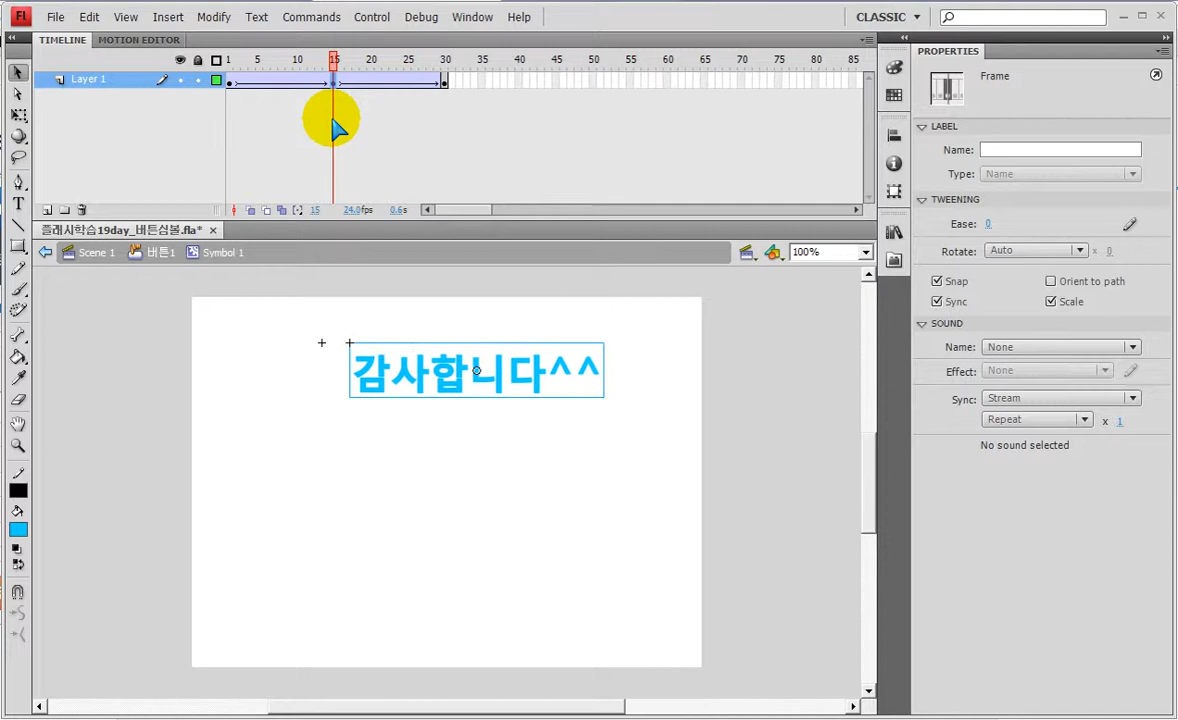 Fl File Edit View Insert Modify Text Commands Control Debug Window Help CLASSIC
TIMELINE MOTION EDITOR
1 5 10 15 20 25 30 35 40 45 50 55 60 65 70 75 80 85
Layer 1
15 24.0fps 0.6s
플래시학습19day_버튼심볼.fla*
Scene 1 버튼1 Symbol 1 100%
감사합니다^^
PROPERTIES
Frame
LABEL
Name:
Type: Name
TWEENING
Ease: 0
Rotate: Auto x 0
Snap Orient to path
Sync Scale
SOUND
Name: None
Effect: None
Sync: Stream
Repeat x 1
No sound selected